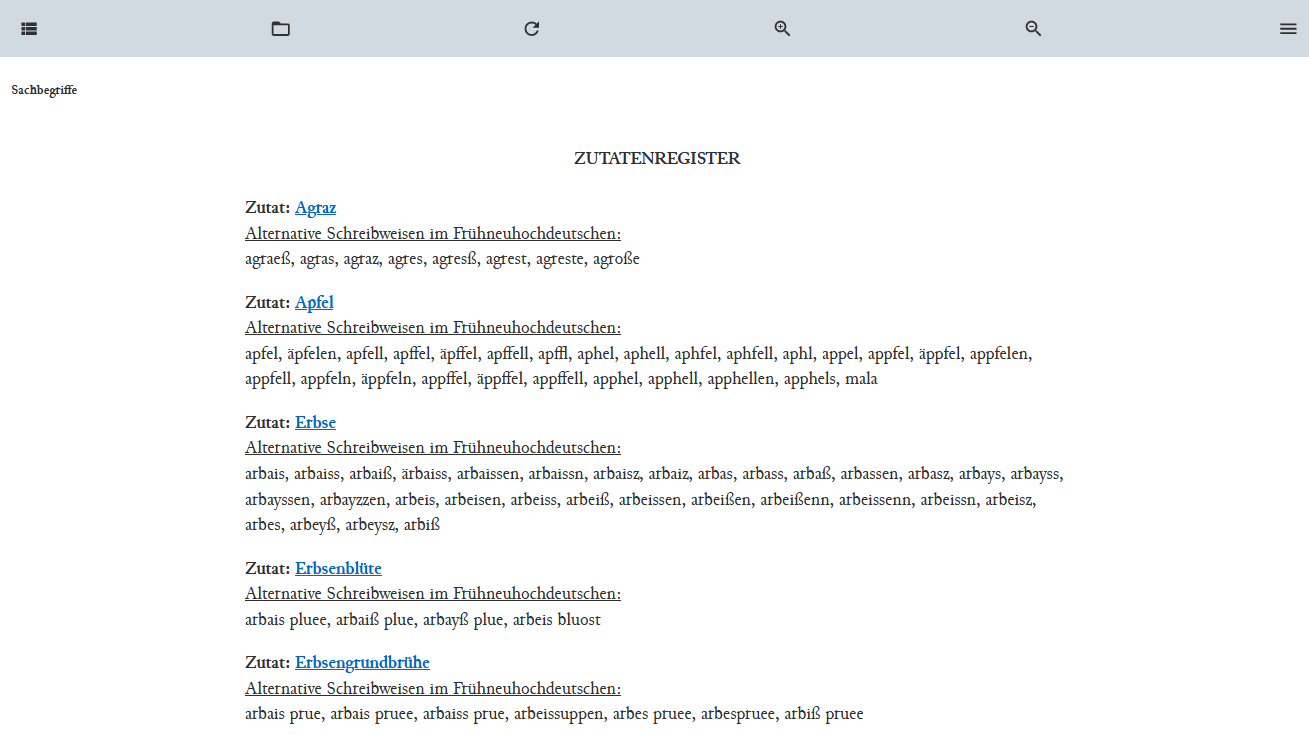 Sachbegriffe
ZUTATENREGISTER
Zutat: Agraz
Alternative Schreibweisen im Frühneuhochdeutschen:
agraeß, agras, agraz, agres, agresß, agrest, agreste, agroße
Zutat: Apfel
Alternative Schreibweisen im Frühneuhochdeutschen:
apfel, äpfelen, apfell, apffel, äpffel, apffell, apffl, aphel, aphell, aphfel, aphfell, aphl, appel, appfel, äppfel, appfelen,
appfell, appfeln, äppfeln, appffel, äppffel, appffell, apphel, apphell, apphellen, apphels, mala
Zutat: Erbse
Alternative Schreibweisen im Frühneuhochdeutschen:
arbais, arbaiss, arbaiß, ärbaiss, arbaissen, arbaissn, arbaisz, arbaiz, arbas, arbass, arbaß, arbassen, arbasz, arbays, arbayss,
arbayssen, arbayzzen, arbeis, arbeisen, arbeiss, arbeiß, arbeissen, arbeißen, arbeißenn, arbeissenn, arbeissn, arbeisz,
arbes, arbeyß, arbeysz, arbiß
Zutat: Erbsenblüte
Alternative Schreibweisen im Frühneuhochdeutschen:
arbais pluee, arbaiß plue, arbayß plue, arbeis bluost
Zutat: Erbsengrundbrühe
Alternative Schreibweisen im Frühneuhochdeutschen:
arbais prue, arbais pruee, arbaiss prue, arbeissuppen, arbes pruee, arbespruee, arbiß pruee